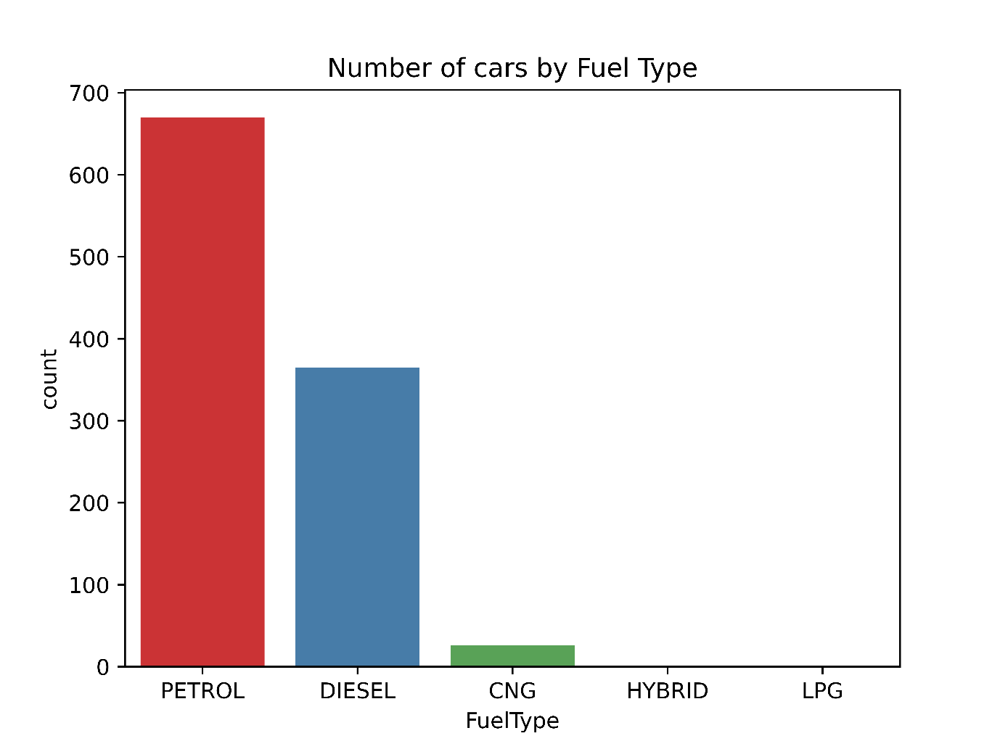 Number of cars by Fuel Type
700
600
500
400
300
200
100
0
count
PETROL DIESEL CNG HYBRID LPG
FuelType